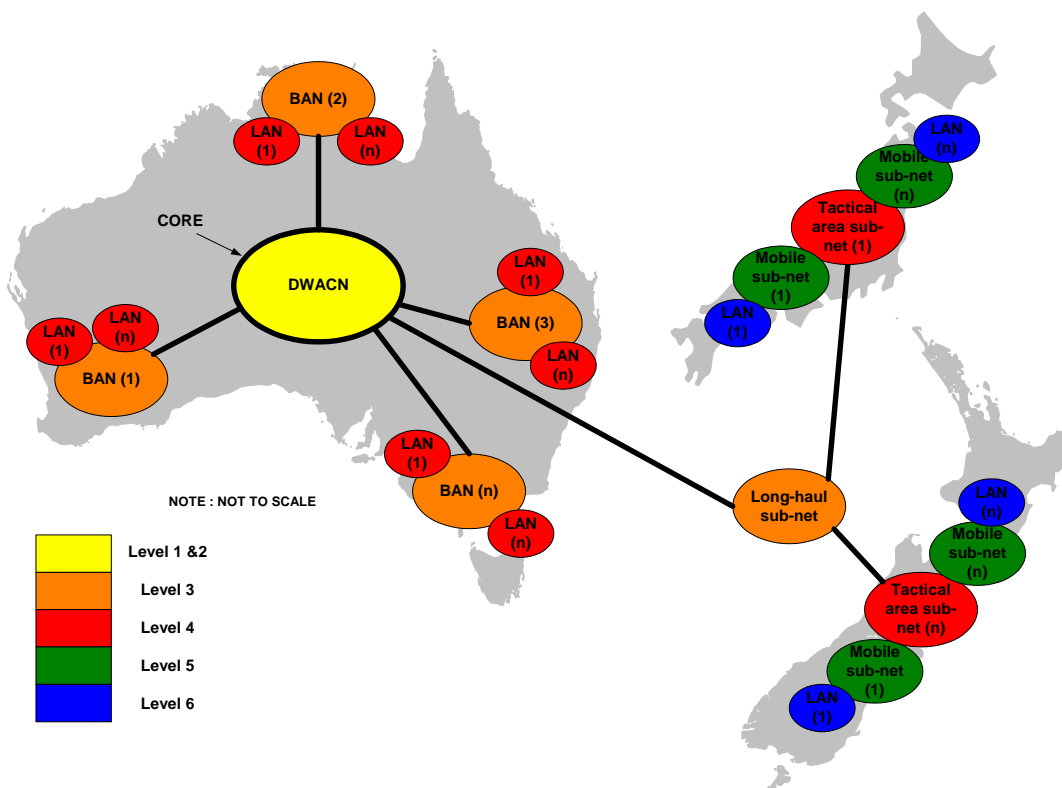 BAN (2)
LAN
(1)
LAN
(n)
CORE
DWACN
LAN
(1)
BAN (3)
LAN
(n)
LAN
(1)
LAN
(n)
BAN (1)
LAN
(1)
BAN (n)
LAN
(n)
LAN
(n)
Mobile
sub-net
(n)
Tactical
area sub-
net (1)
Mobile
sub-net
(1)
LAN
(1)
Long-haul
sub-net
LAN
(n)
Mobile
sub-net
(n)
Tactical
area sub-
net (n)
Mobile
sub-net
(1)
LAN
(1)
NOTE : NOT TO SCALE
Level 1 &2
Level 3
Level 4
Level 5
Level 6